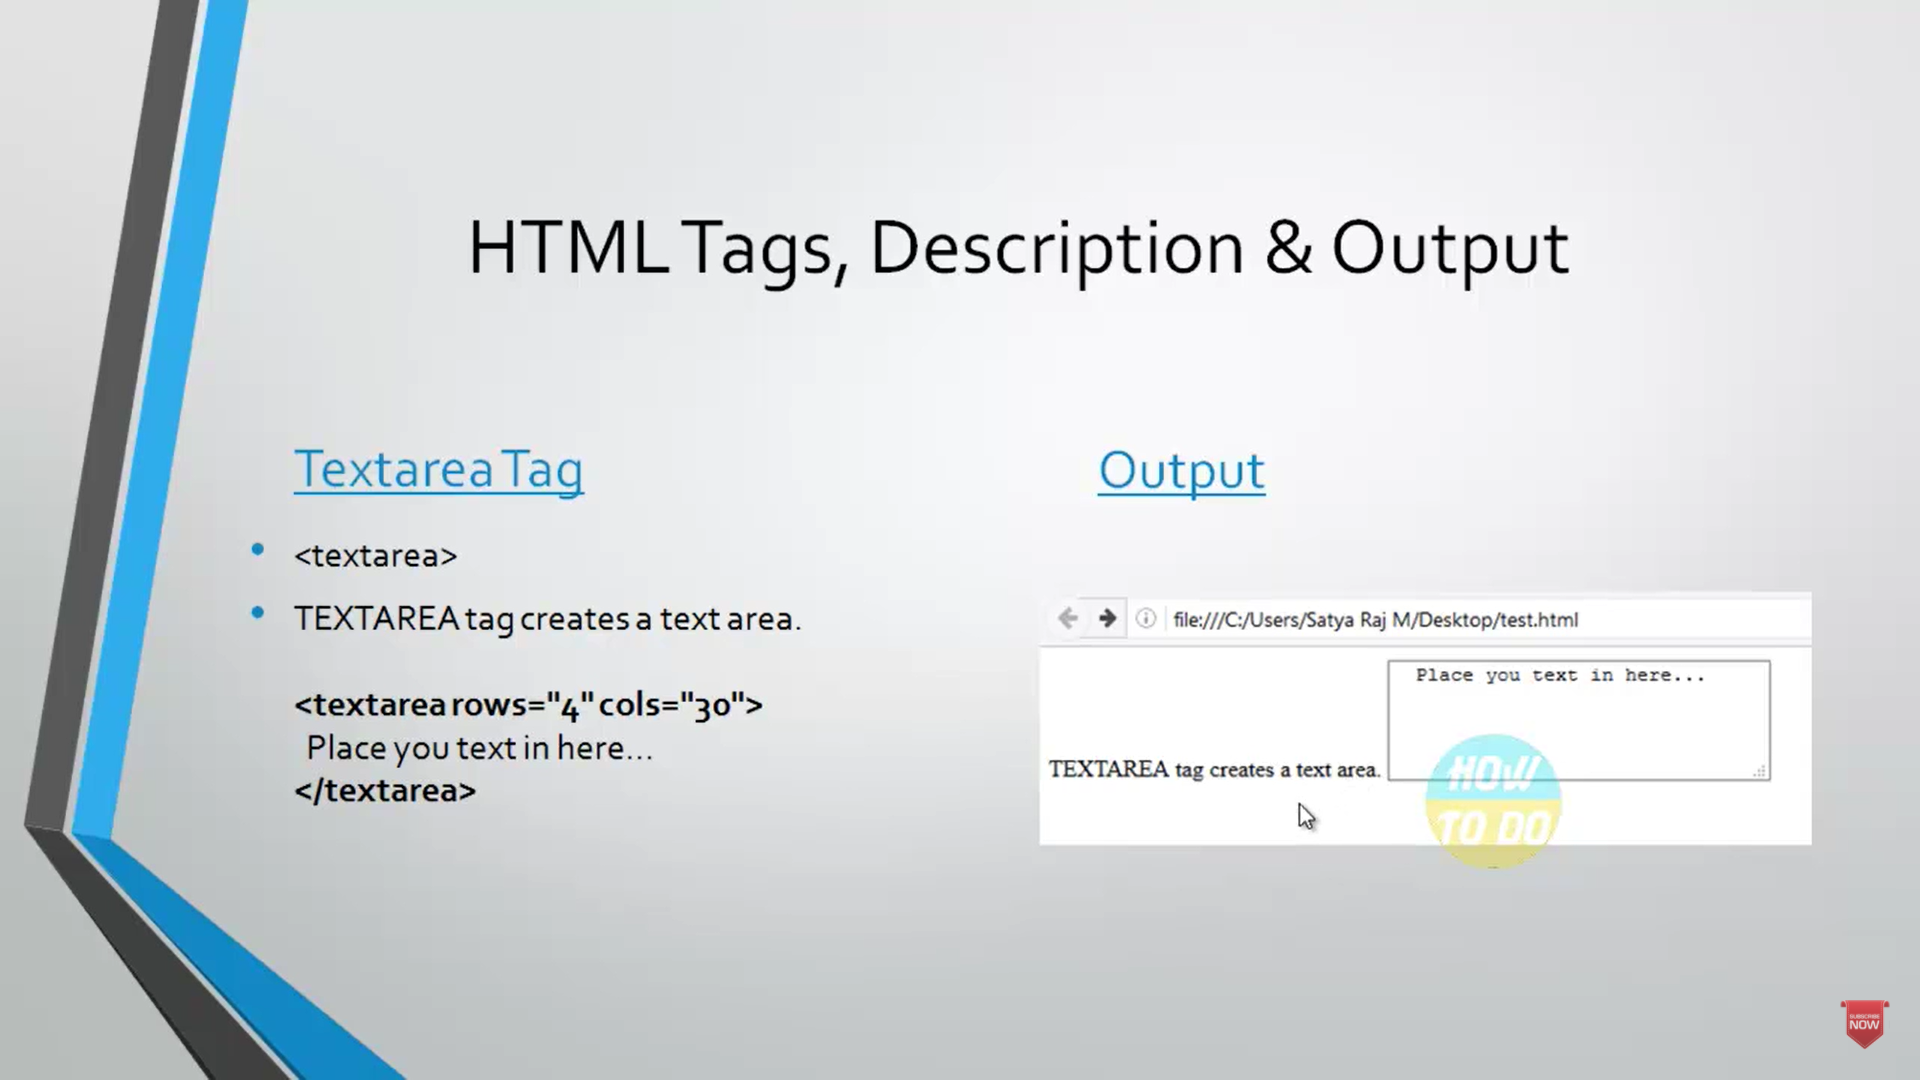 HTML Tags, Description & Output
Textarea Tag
<textarea>
TEXTAREA tag creates a text area.
<textarea rows="4" cols="30">
Place you text in here...
</textarea>
Output
file:///C:/Users/Satya Raj M/Desktop/test.html
Place you text in here...
TEXTAREA tag creates a text area.
HOW
TO DO
SUBSCRIBE
NOW